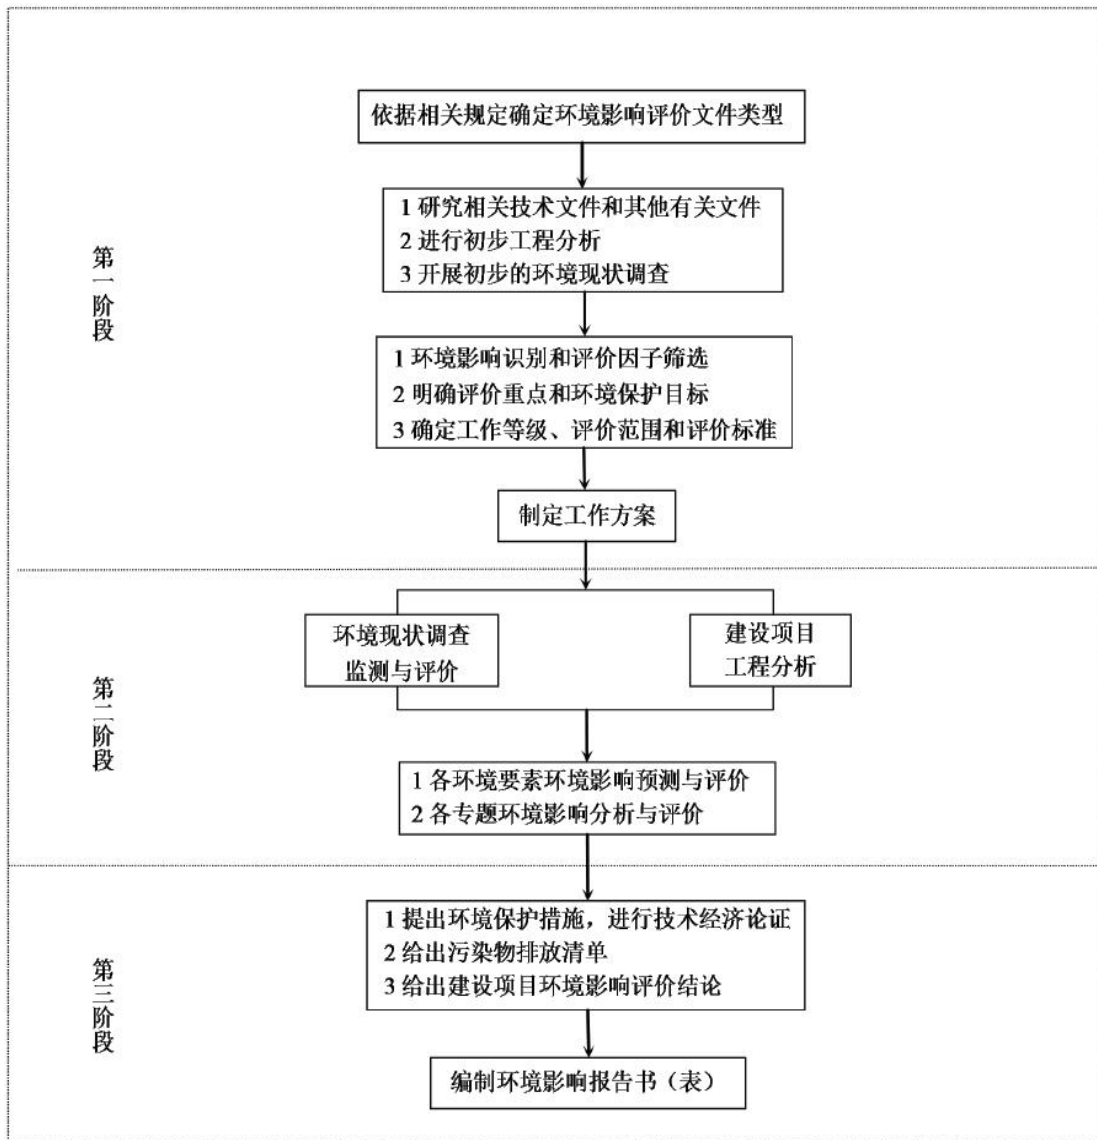 依据相关规定确定环境影响评价文件类型
1 研究相关技术文件和其他有关文件
2 进行初步工程分析
3 开展初步的环境现状调查
第一阶段
1 环境影响识别和评价因子筛选
2 明确评价重点和环境保护目标
3 确定工作等级、评价范围和评价标准
制定工作方案
环境现状调查
监测与评价
建设项目
工程分析
第二阶段
1 各环境要素环境影响预测与评价
2 各专题环境影响分析与评价
1 提出环境保护措施，进行技术经济论证
2 给出污染物排放清单
3 给出建设项目环境影响评价结论
第三阶段
编制环境影响报告书（表）